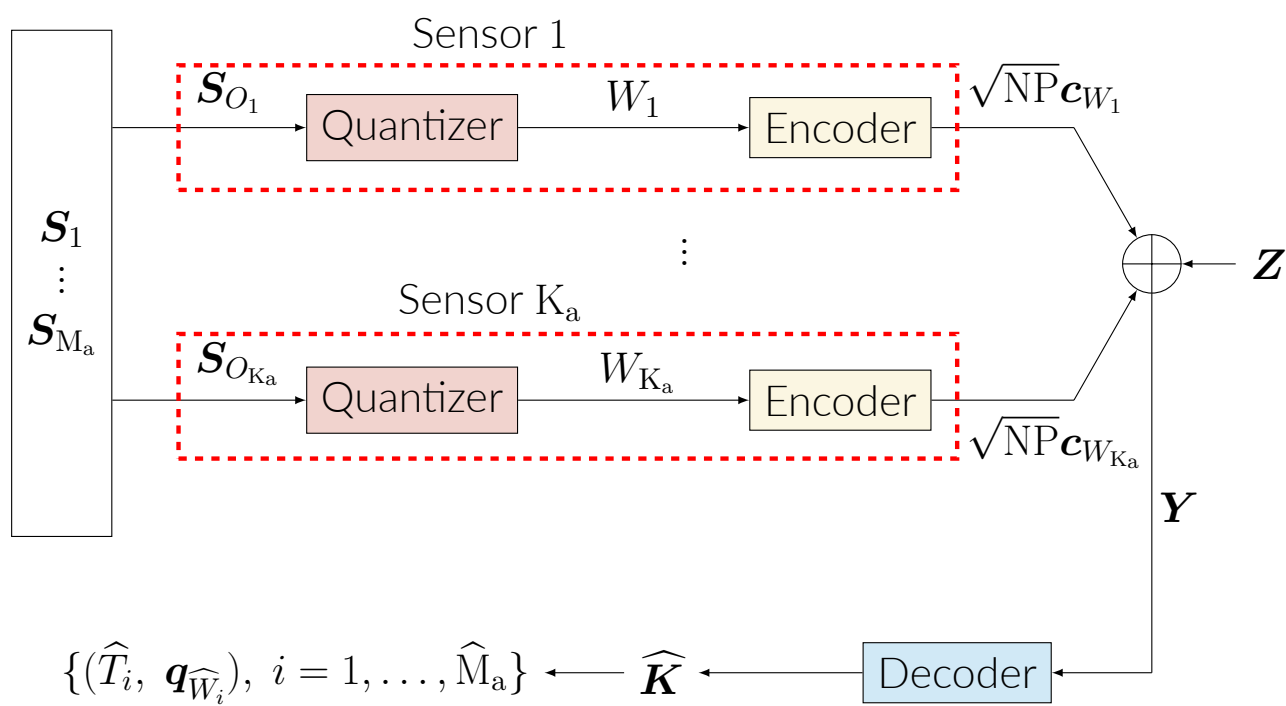 Sensor 1
S_{O_1}
Quantizer
W_1
Encoder
√NP c_{W_1}
S_1
⋮
S_{M_a}
⋮
Z
Sensor K_a
S_{O_{K_a}}
Quantizer
W_{K_a}
Encoder
√NP c_{W_{K_a}}
Y
{(T̂_i, q_{Ŵ_i}), i = 1, . . . , M̂_a}
K̂
Decoder